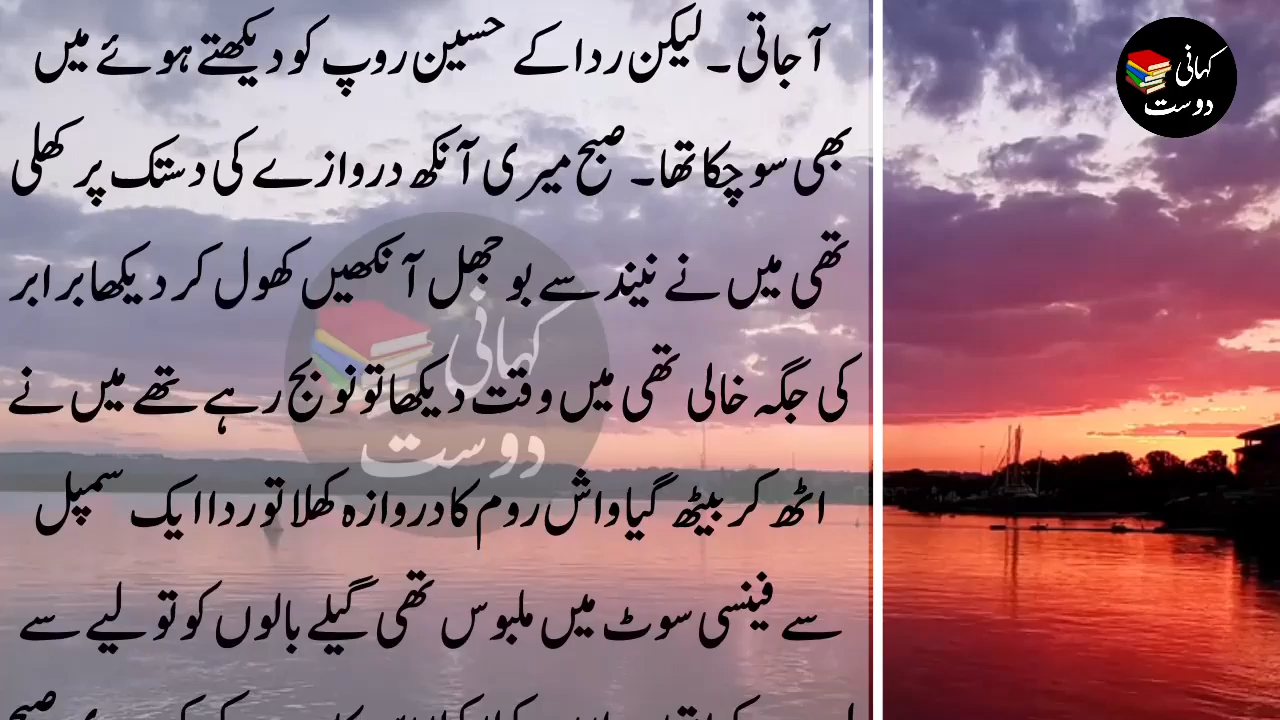 آجاتی۔ لیکن ردا کے حسین روپ کو دیکھتے ہوئے میں
بھی سو چکا تھا۔ صبح میری آنکھ دروازے کی دستک پر کھلی
تھی میں نے نیند سے بوجھل آنکھیں کھول کر دیکھا برابر
کی جگہ خالی تھی میں وقت دیکھا تو نو بج رہے تھے میں نے
اٹھ کر بیٹھ گیا واش روم کا دروازہ کھلا تو ردا ایک سمپل
سے فینسی سوٹ میں ملبوس تھی گیلے بالوں کو تولیے سے
کہانی
دوست
کہانی
دوست